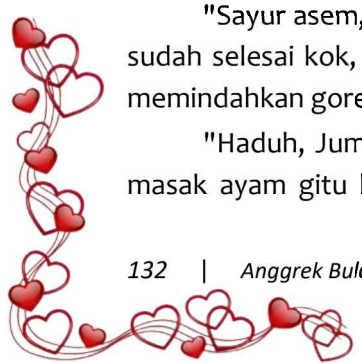 "Sayur asem,
sudah selesai kok,
memindahkan gore
"Haduh, Jum
masak ayam gitu
132 | Anggrek Bul